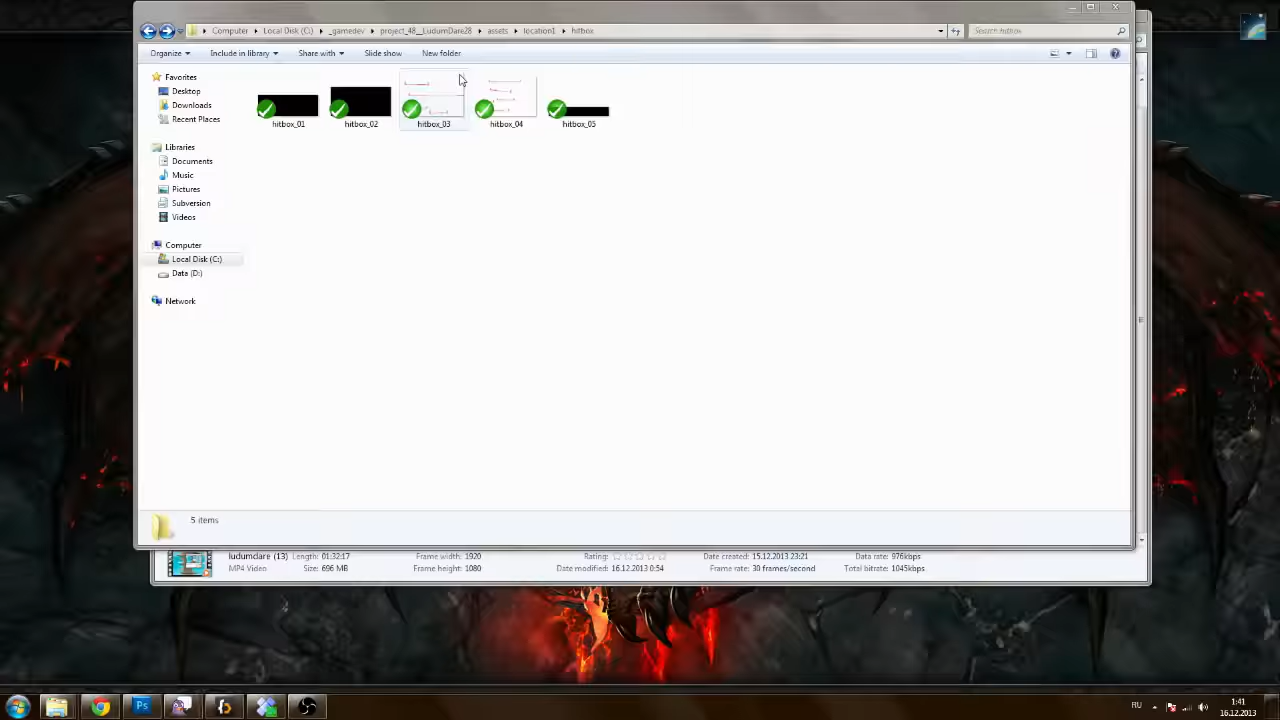 Computer
Local Disk (C:)
_gamedev
project_48__LudumDare28
assets
location1
hitbox
Search hitbox
Organize
Include in library
Share with
Slide show
New folder
Favorites
Desktop
Downloads
Recent Places
Libraries
Documents
Music
Pictures
Subversion
Videos
Computer
Local Disk (C:)
Data (D:)
Network
hitbox_01
hitbox_02
hitbox_03
hitbox_04
hitbox_05
5 items
ludumdare (13) Length: 01:32:17 Frame width: 1920 Rating: Date created: 15.12.2013 23:21 Data rate: 976kbps
MP4 Video Size: 696 MB Frame height: 1080 Date modified: 16.12.2013 0:54 Frame rate: 30 frames/second Total bitrate: 1045kbps
Ps
RU
1:41
16.12.2013